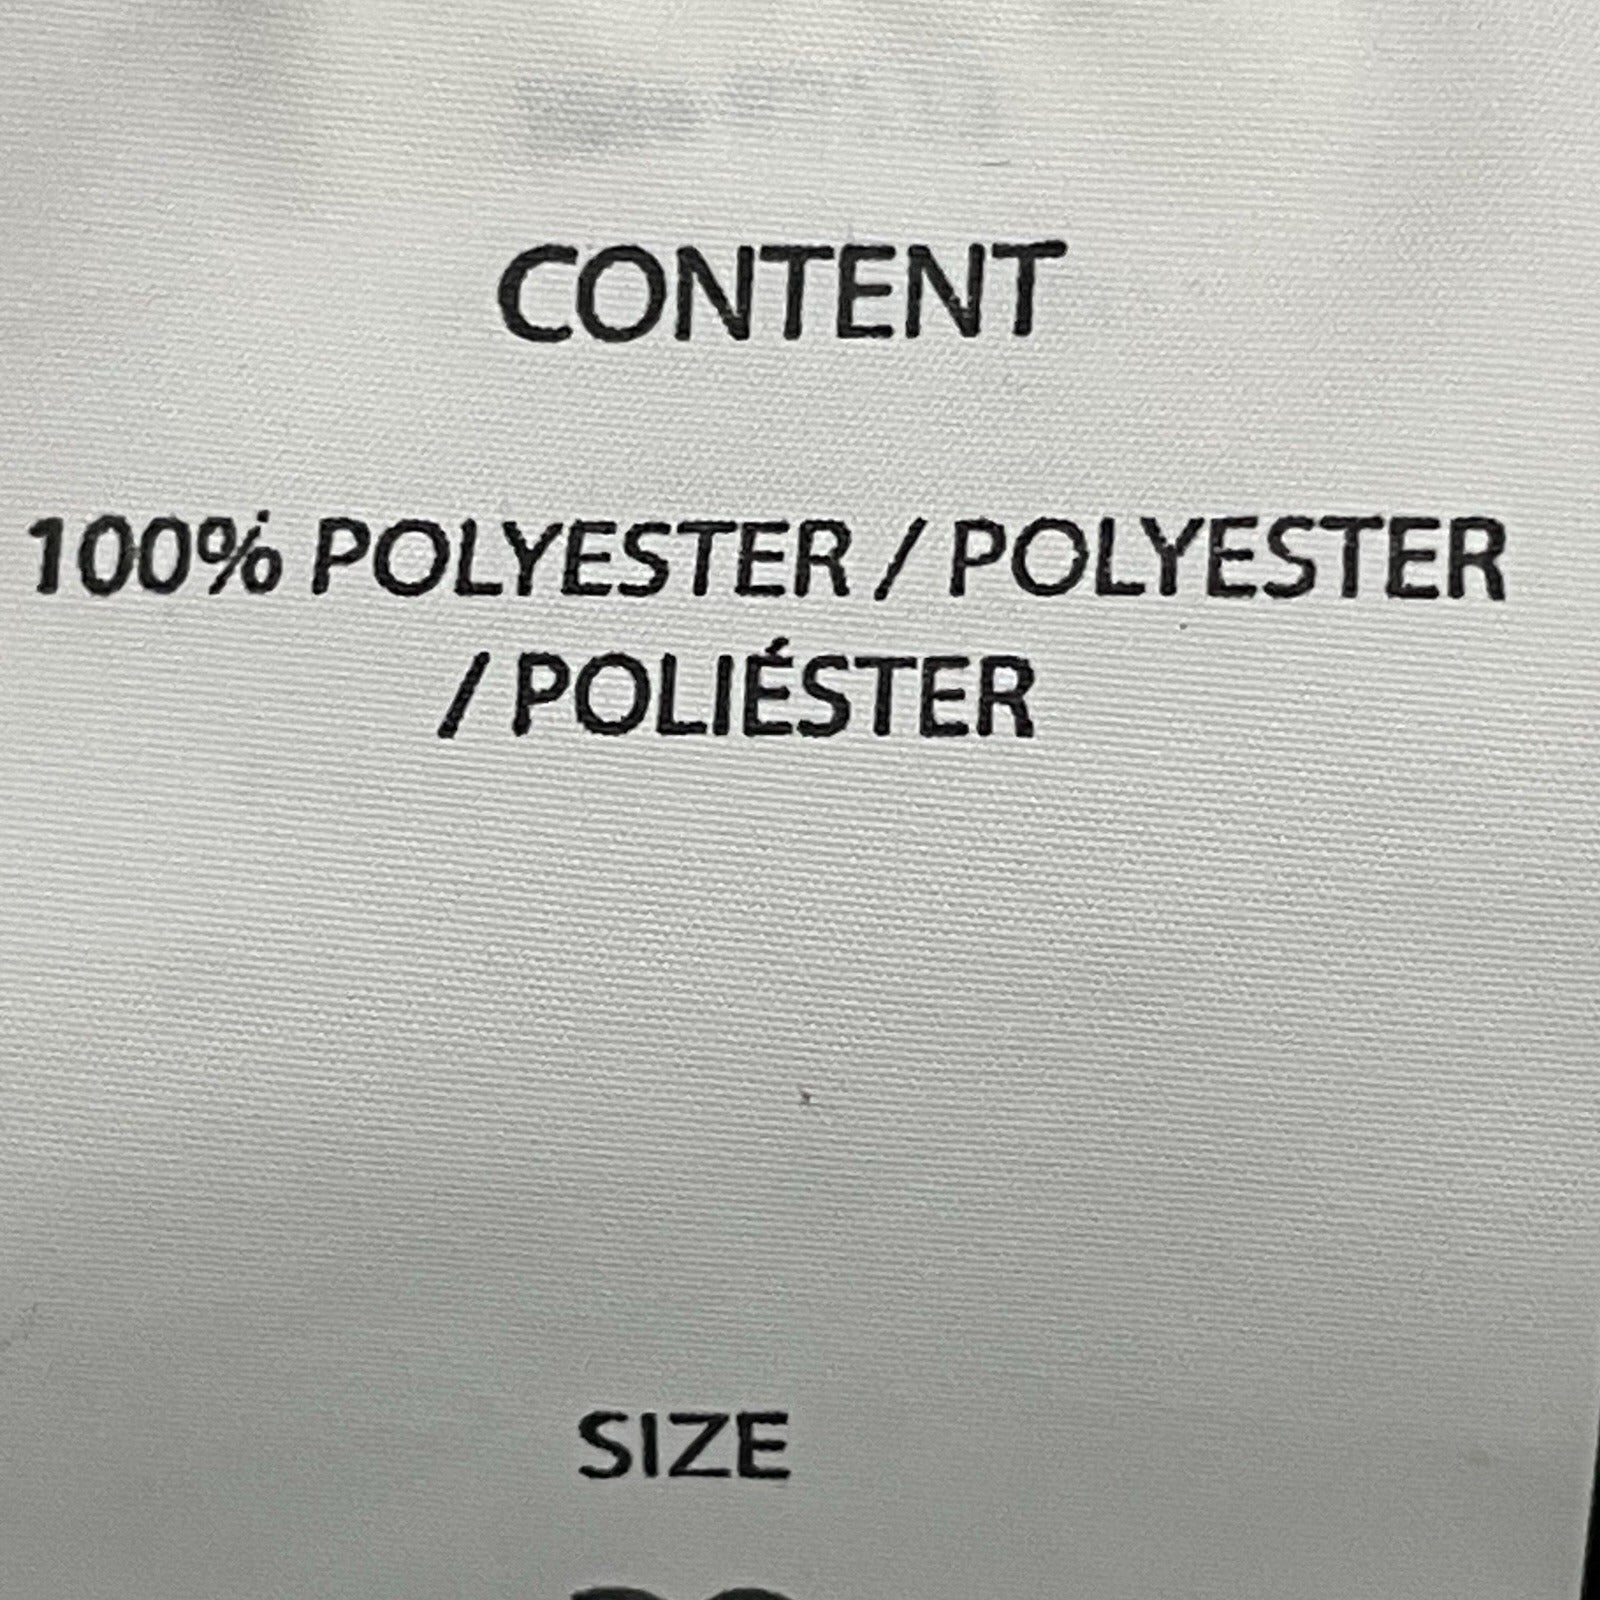 CONTENT
100% POLYESTER / POLYESTER
/ POLIÉSTER
SIZE